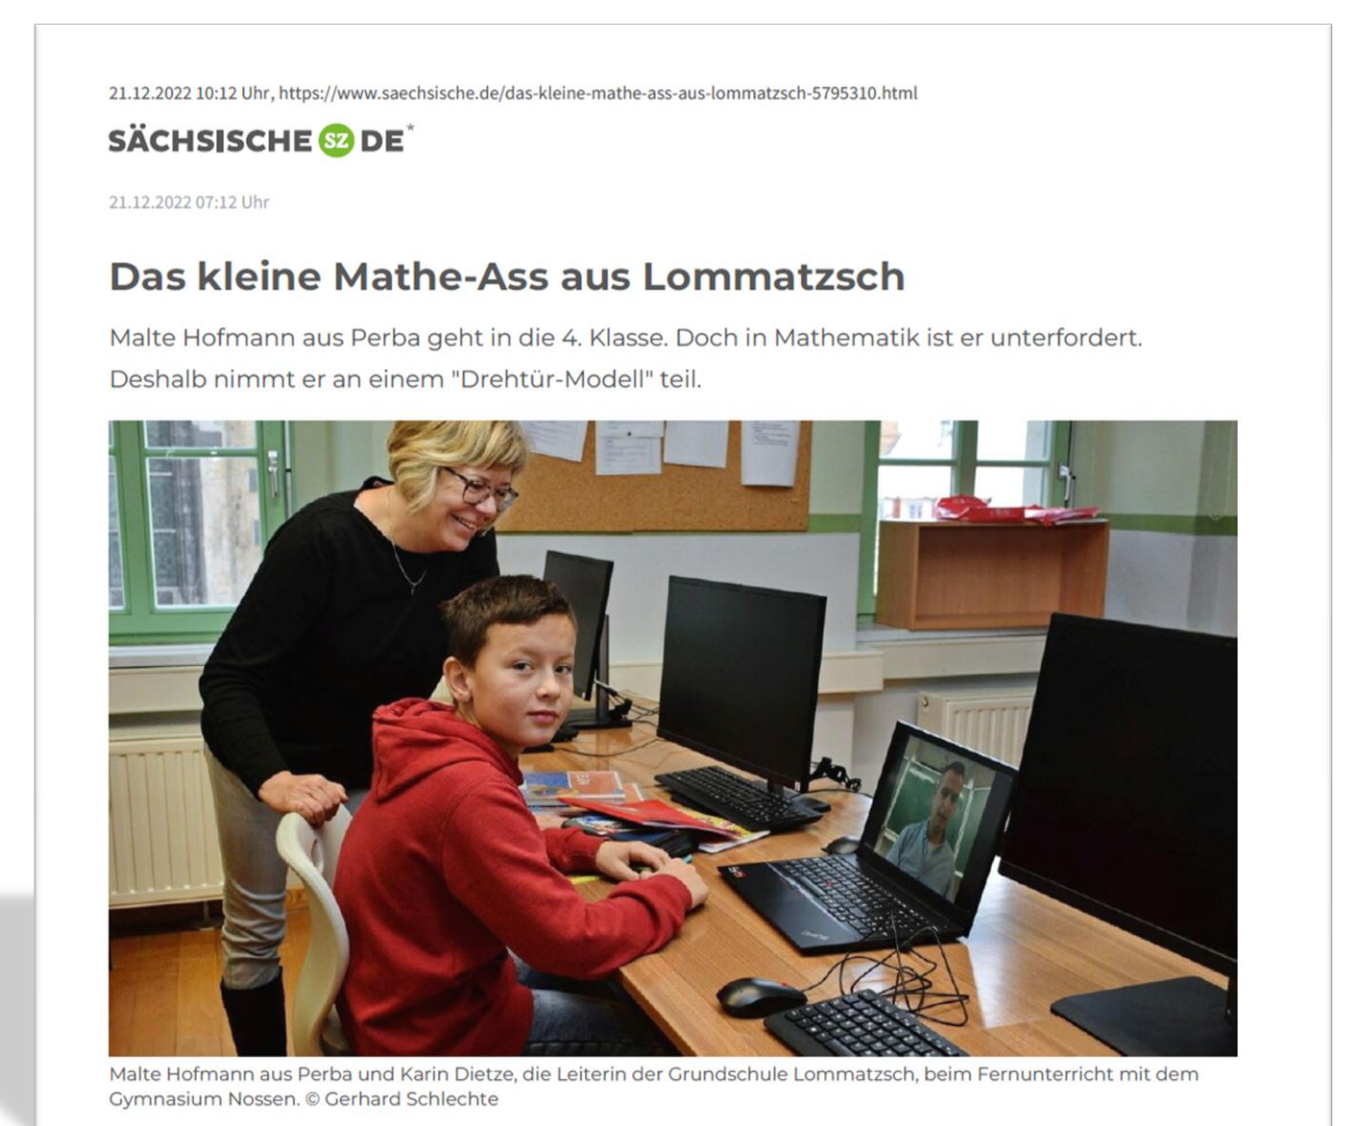 21.12.2022 10:12 Uhr, https://www.saechsische.de/das-kleine-mathe-ass-aus-lommatzsch-5795310.html
SÄCHSISCHE SZ DE*
21.12.2022 07:12 Uhr
Das kleine Mathe-Ass aus Lommatzsch
Malte Hofmann aus Perba geht in die 4. Klasse. Doch in Mathematik ist er unterfordert.
Deshalb nimmt er an einem "Drehtür-Modell" teil.
Malte Hofmann aus Perba und Karin Dietze, die Leiterin der Grundschule Lommatzsch, beim Fernunterricht mit dem
Gymnasium Nossen. © Gerhard Schlechte